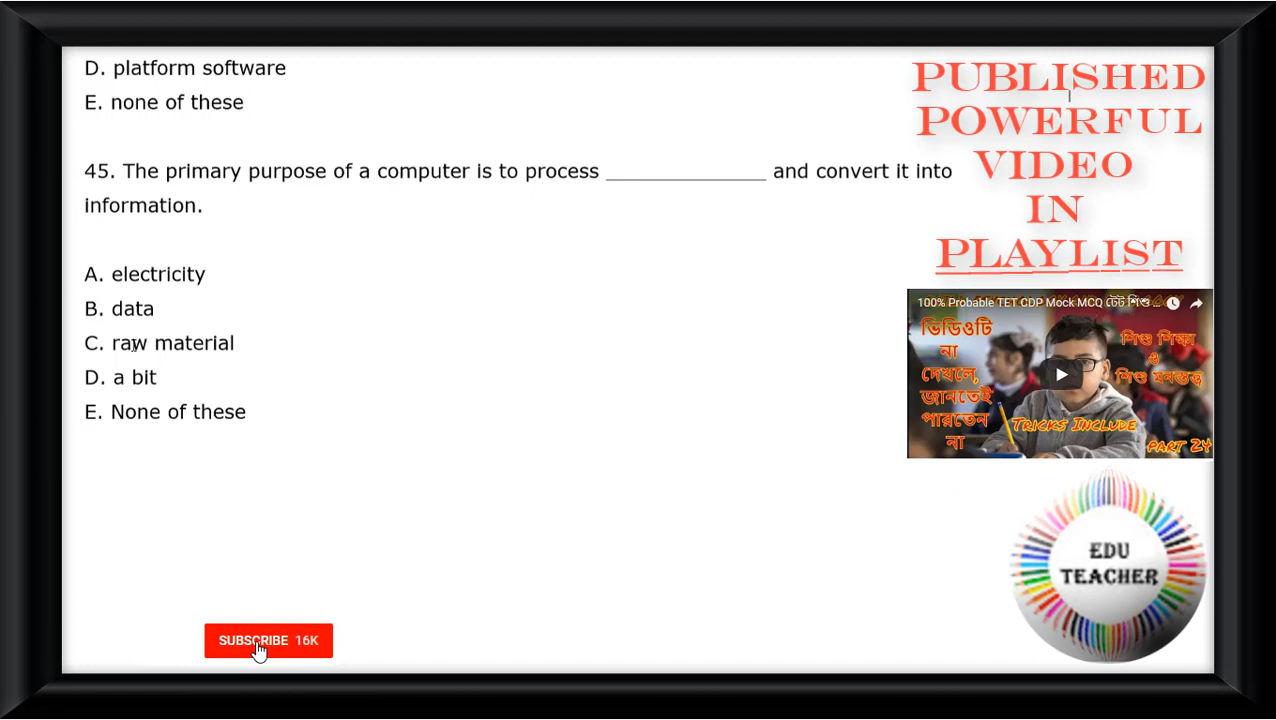 D. platform software
E. none of these
45. The primary purpose of a computer is to process _______________ and convert it into
information.
A. electricity
B. data
C. raw material
D. a bit
E. None of these
PUBLISHED
POWERFUL
VIDEO
IN
PLAYLIST
100% Probable TET CDP Mock MCQ টেট শিশু ...
ভিডিওটি
না
দেখলে,
জানতেই
পারতেন
না
শিশু শিক্ষা
ও
শিশু মনস্তত্ত্ব
TRICKS INCLUDE
PART 24
EDU
TEACHER
SUBSCRIBE 16K